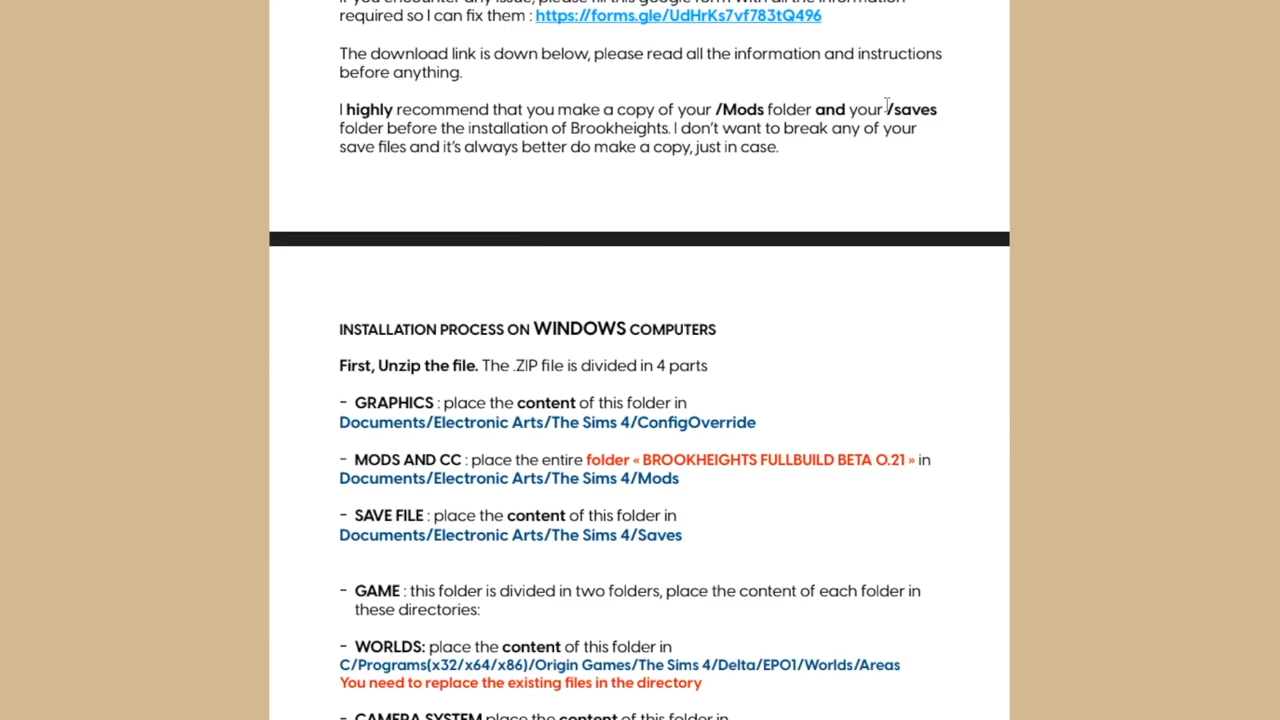 required so I can fix them : https://forms.gle/UdHrKs7vf783tQ496
The download link is down below, please read all the information and instructions
before anything.
I highly recommend that you make a copy of your /Mods folder and your /saves
folder before the installation of Brookheights. I don't want to break any of your
save files and it's always better do make a copy, just in case.
INSTALLATION PROCESS ON WINDOWS COMPUTERS
First, Unzip the file. The .ZIP file is divided in 4 parts
- GRAPHICS : place the content of this folder in
Documents/Electronic Arts/The Sims 4/ConfigOverride
- MODS AND CC : place the entire folder « BROOKHEIGHTS FULLBUILD BETA 0.21 » in
Documents/Electronic Arts/The Sims 4/Mods
- SAVE FILE : place the content of this folder in
Documents/Electronic Arts/The Sims 4/Saves
- GAME : this folder is divided in two folders, place the content of each folder in
these directories:
- WORLDS: place the content of this folder in
C/Programs(x32/x64/x86)/Origin Games/The Sims 4/Delta/EP01/Worlds/Areas
You need to replace the existing files in the directory
- CAMERA SYSTEM place the content of this folder in